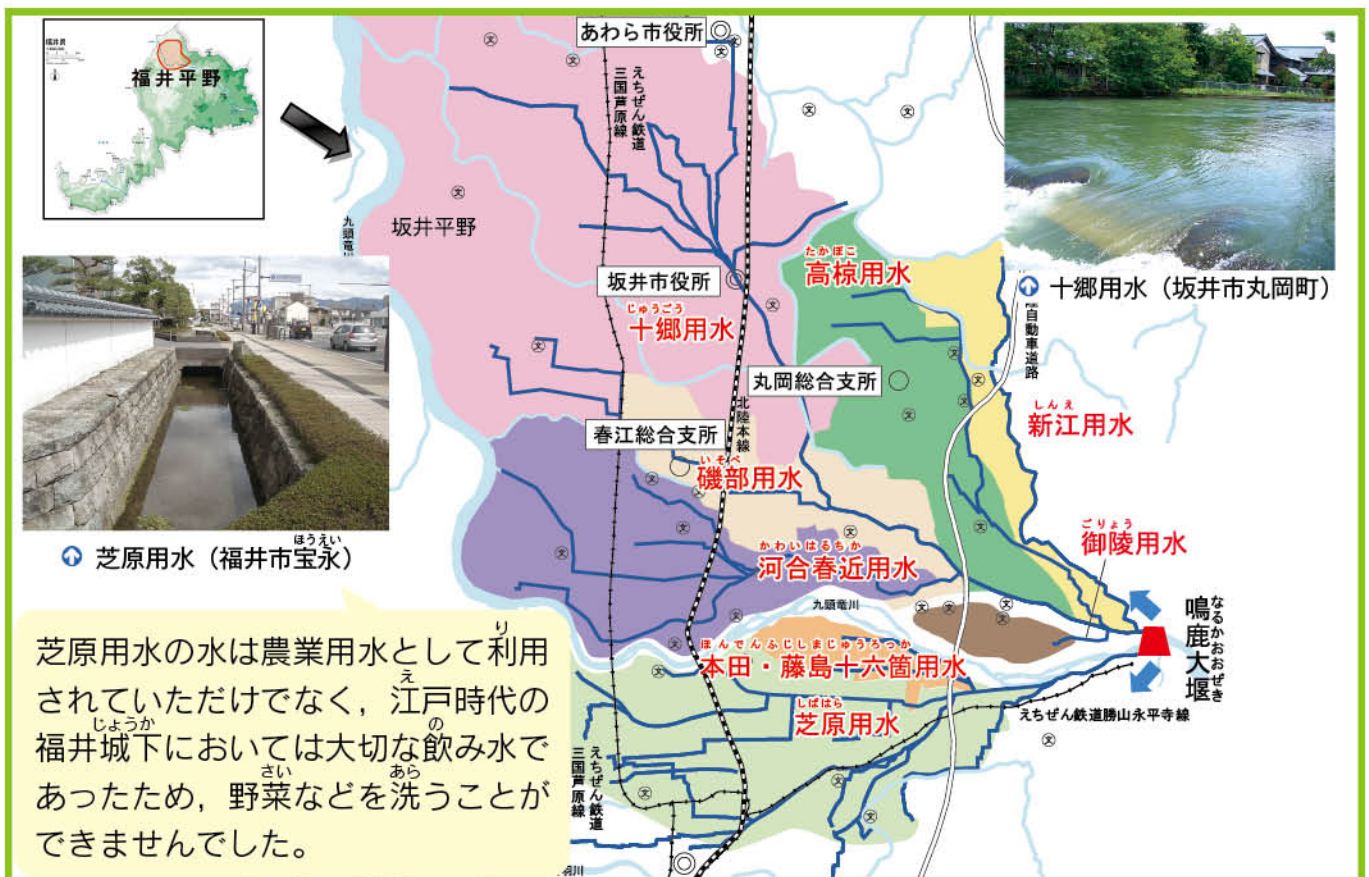 福井平野
あわら市役所
えちぜん鉄道
三国芦原線
九頭竜川
坂井平野
坂井市役所
たかぼこ
高椋用水
十郷用水（坂井市丸岡町）
自動車道路
じゅうごう
十郷用水
丸岡総合支所
北陸本線
しんえ
新江用水
春江総合支所
いそべ
磯部用水
ごりょう
御陵用水
ほうえい
芝原用水（福井市宝永）
かわいはるちか
河合春近用水
九頭竜川
なるかおおぜき
鳴鹿大堰
ほんでんふじしまじゅうろっか
本田・藤島十六箇用水
しばはら
芝原用水
えちぜん鉄道勝山永平寺線
えちぜん鉄道
三国芦原線
り
芝原用水の水は農業用水として利用
え
されていただけでなく，江戸時代の
じょうか の
福井城下においては大切な飲み水で
さい あら
あったため，野菜などを洗うことが
できませんでした。